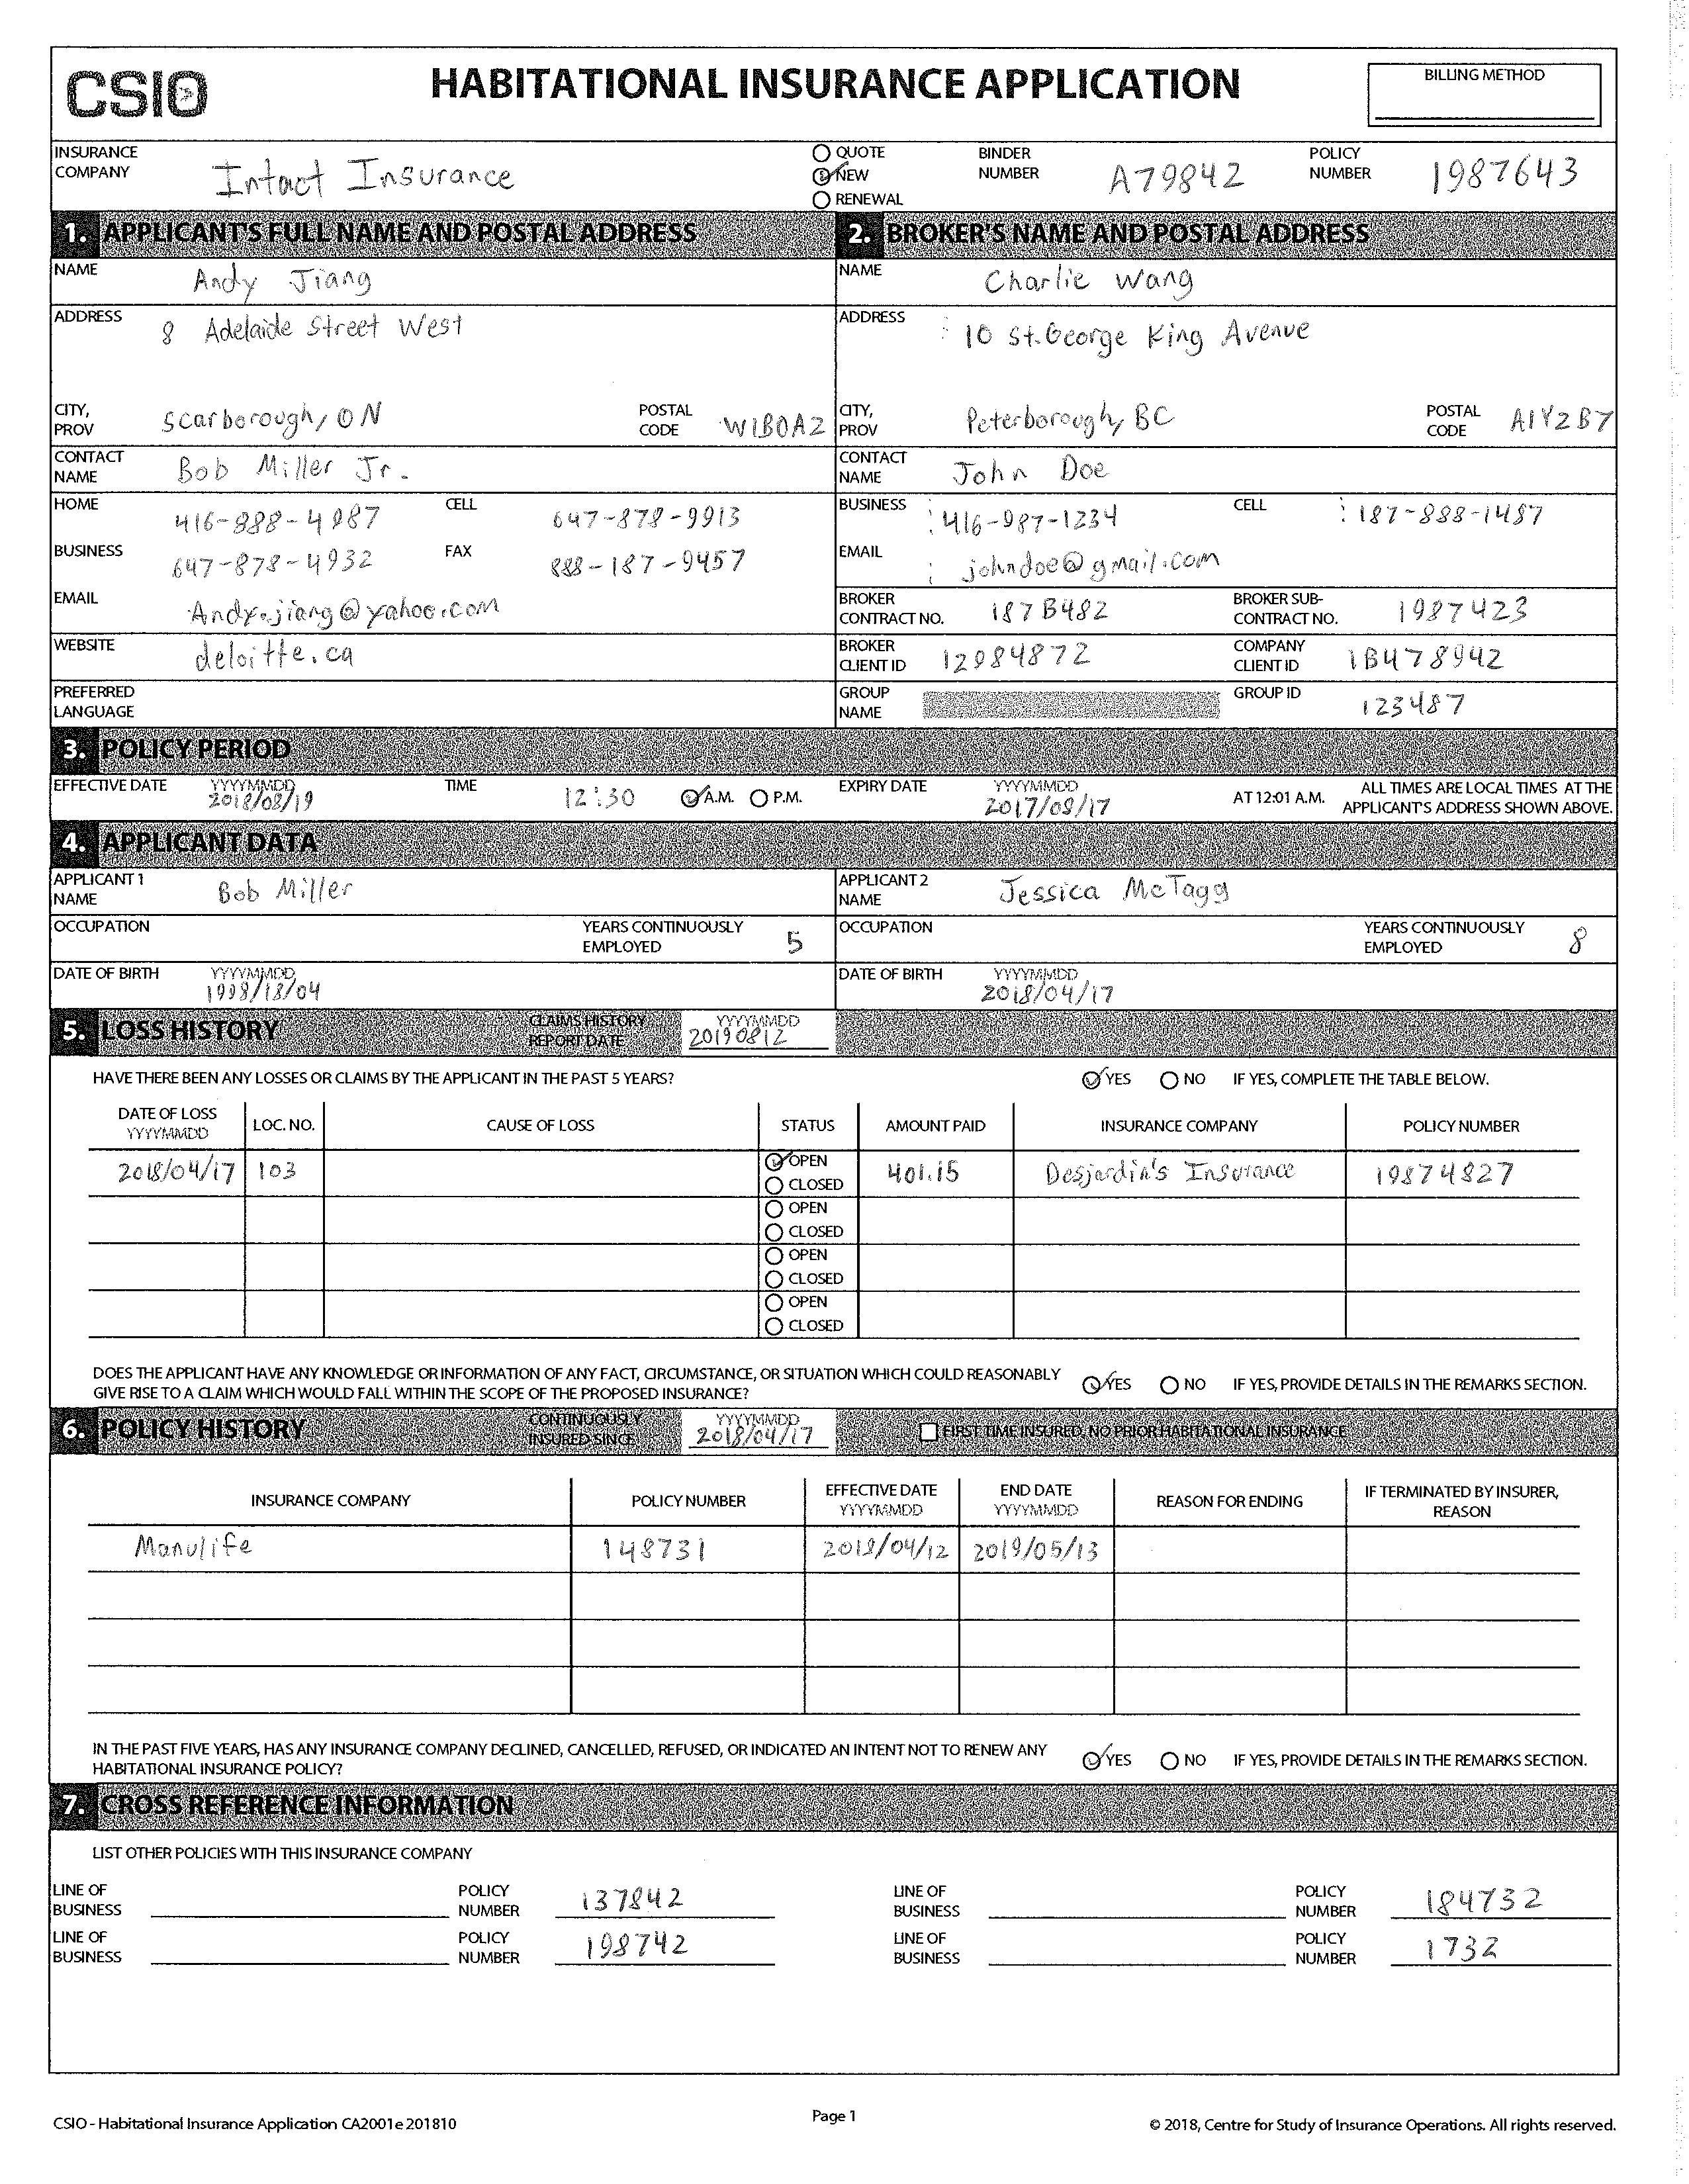 CSIO
HABITATIONAL INSURANCE APPLICATION
BILLING METHOD
INSURANCE COMPANY Intact Insurance
QUOTE
NEW
RENEWAL
BINDER NUMBER A79842
POLICY NUMBER 1987643
1. APPLICANT'S FULL NAME AND POSTAL ADDRESS
NAME Andy Jiang
ADDRESS 8 Adelaide Street West
CITY, PROV Scarborough, ON POSTAL CODE W1B0A2
CONTACT NAME Bob Miller Jr.
HOME 416-888-4987 CELL 647-878-9913
BUSINESS 647-878-4932 FAX 888-187-9457
EMAIL Andy.jiang@yahoo.com
WEBSITE deloitte.ca
PREFERRED LANGUAGE
2. BROKER'S NAME AND POSTAL ADDRESS
NAME Charlie Wang
ADDRESS 10 St.George King Avenue
CITY, PROV Peterborough, BC POSTAL CODE A1Y2B7
CONTACT NAME John Doe
BUSINESS 416-987-1234 CELL 187-888-1487
EMAIL johndoe@gmail.com
BROKER CONTRACT NO. 187B482 BROKER SUB-CONTRACT NO. 1987423
BROKER CLIENT ID 12984872 COMPANY CLIENT ID 1B478942
GROUP NAME GROUP ID 123487
3. POLICY PERIOD
EFFECTIVE DATE YYYYMMDD 2018/08/19 TIME 12:30 A.M. P.M. EXPIRY DATE YYYYMMDD 2017/08/17 AT 12:01 A.M. ALL TIMES ARE LOCAL TIMES AT THE APPLICANT'S ADDRESS SHOWN ABOVE.
4. APPLICANT DATA
APPLICANT 1 NAME Bob Miller APPLICANT 2 NAME Jessica McTagg
OCCUPATION YEARS CONTINUOUSLY EMPLOYED 5 OCCUPATION YEARS CONTINUOUSLY EMPLOYED 8
DATE OF BIRTH YYYYMMDD 1998/18/04 DATE OF BIRTH YYYYMMDD 2018/04/17
5. LOSS HISTORY CLAIMS HISTORY REPORT DATE YYYYMMDD 20190812
HAVE THERE BEEN ANY LOSSES OR CLAIMS BY THE APPLICANT IN THE PAST 5 YEARS? YES NO IF YES, COMPLETE THE TABLE BELOW.
DATE OF LOSS YYYYMMDD LOC. NO. CAUSE OF LOSS STATUS AMOUNT PAID INSURANCE COMPANY POLICY NUMBER
2018/04/17 103 OPEN CLOSED 401.15 Desjardin's Insurance 19874827
OPEN
CLOSED
OPEN
CLOSED
OPEN
CLOSED
DOES THE APPLICANT HAVE ANY KNOWLEDGE OR INFORMATION OF ANY FACT, CIRCUMSTANCE, OR SITUATION WHICH COULD REASONABLY
GIVE RISE TO A CLAIM WHICH WOULD FALL WITHIN THE SCOPE OF THE PROPOSED INSURANCE? YES NO IF YES, PROVIDE DETAILS IN THE REMARKS SECTION.
6. POLICY HISTORY CONTINUOUSLY INSURED SINCE YYYYMMDD 2018/04/17 FIRST TIME INSURED, NO PRIOR HABITATIONAL INSURANCE
INSURANCE COMPANY POLICY NUMBER EFFECTIVE DATE YYYYMMDD END DATE YYYYMMDD REASON FOR ENDING IF TERMINATED BY INSURER, REASON
Manulife 148731 2018/04/12 2019/05/13
IN THE PAST FIVE YEARS, HAS ANY INSURANCE COMPANY DECLINED, CANCELLED, REFUSED, OR INDICATED AN INTENT NOT TO RENEW ANY
HABITATIONAL INSURANCE POLICY? YES NO IF YES, PROVIDE DETAILS IN THE REMARKS SECTION.
7. CROSS REFERENCE INFORMATION
LIST OTHER POLICIES WITH THIS INSURANCE COMPANY
LINE OF BUSINESS POLICY NUMBER 137842 LINE OF BUSINESS POLICY NUMBER 184732
LINE OF BUSINESS POLICY NUMBER 198742 LINE OF BUSINESS POLICY NUMBER 1732
CSIO - Habitational Insurance Application CA2001e 201810
Page 1
© 2018, Centre for Study of Insurance Operations. All rights reserved.